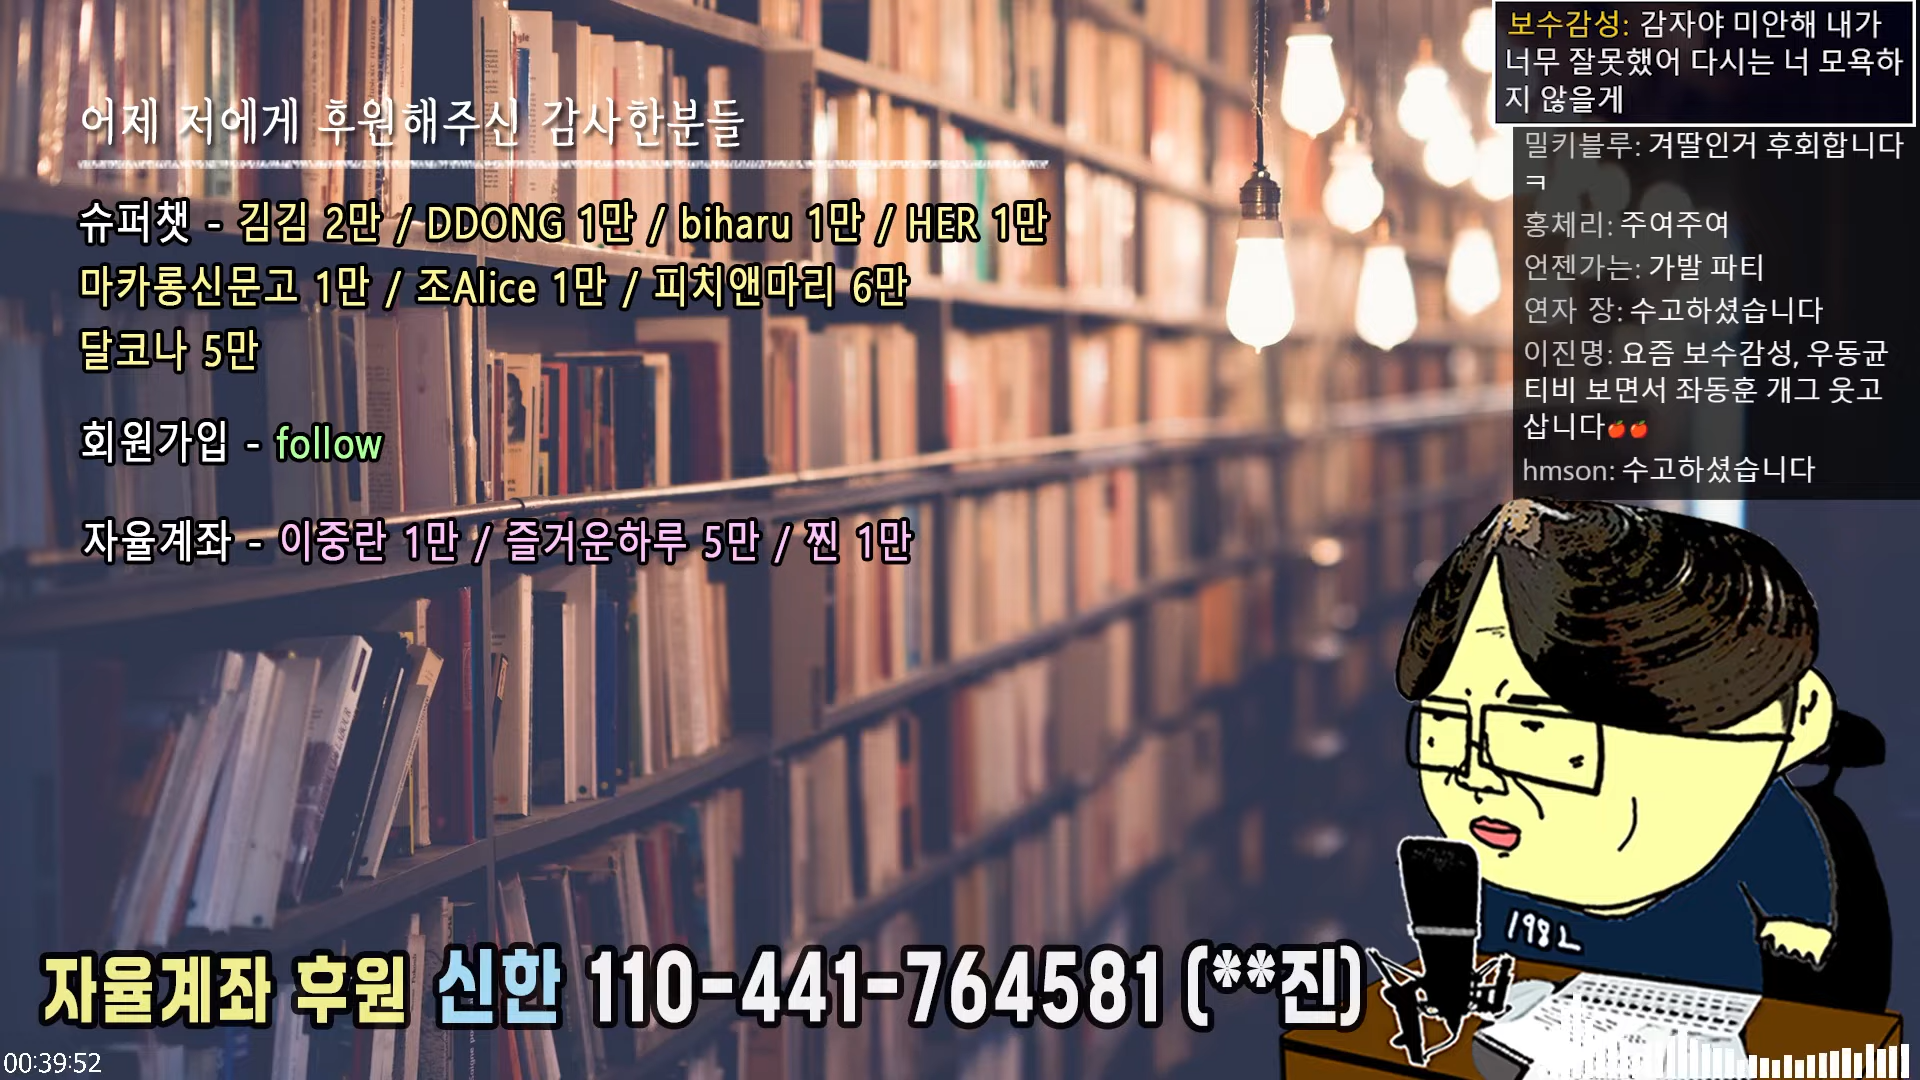 어제 저에게 후원해주신 감사한분들
슈퍼챗 - 김김 2만 / DDONG 1만 / biharu 1만 / HER 1만
마카롱신문고 1만 / 조Alice 1만 / 피치앤마리 6만
달코나 5만
회원가입 - follow
자율계좌 - 이중란 1만 / 즐거운하루 5만 / 찐 1만
보수감성: 감자야 미안해 내가
너무 잘못했어 다시는 너 모욕하
지 않을게
밀키블루: 겨딸인거 후회합니다
ㅋ
홍체리: 주여주여
언젠가는: 가발 파티
연자 장: 수고하셨습니다
이진명: 요즘 보수감성, 우동균
티비 보면서 좌동훈 개그 웃고
삽니다🍎🍎
hmson: 수고하셨습니다
1982
자율계좌 후원 신한 110-441-764581 (**진)
00:39:52